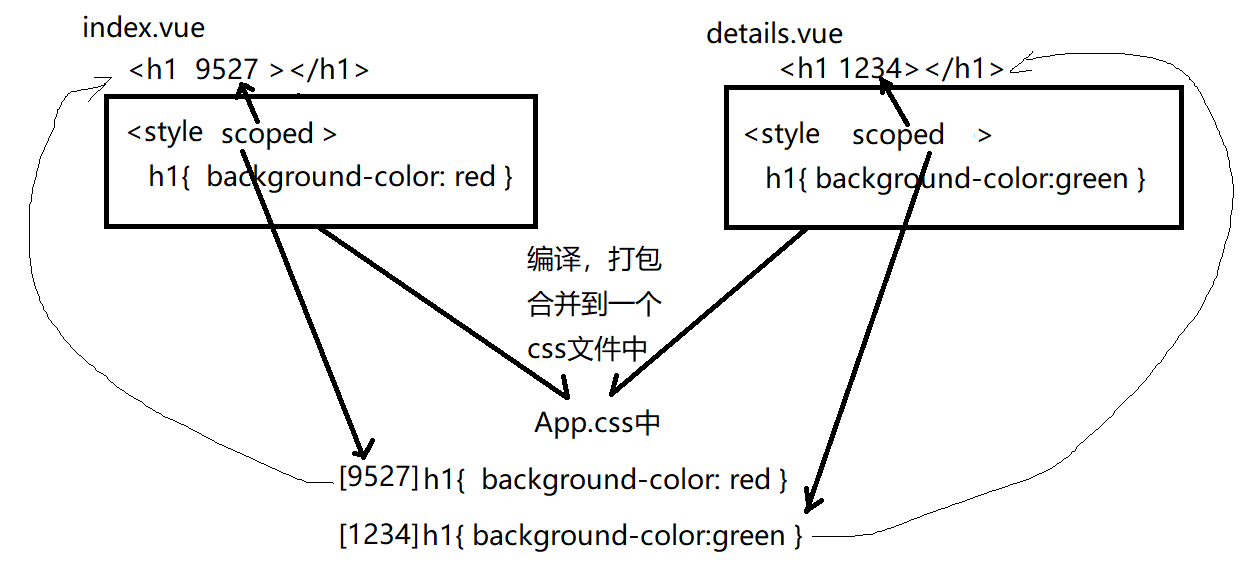 index.vue
<h1 9527 ></h1>
<style scoped >
h1{ background-color: red }
details.vue
<h1 1234></h1>
<style scoped >
h1{ background-color:green }
编译，打包
合并到一个
css文件中
App.css中
[9527]h1{ background-color: red }
[1234]h1{ background-color:green }